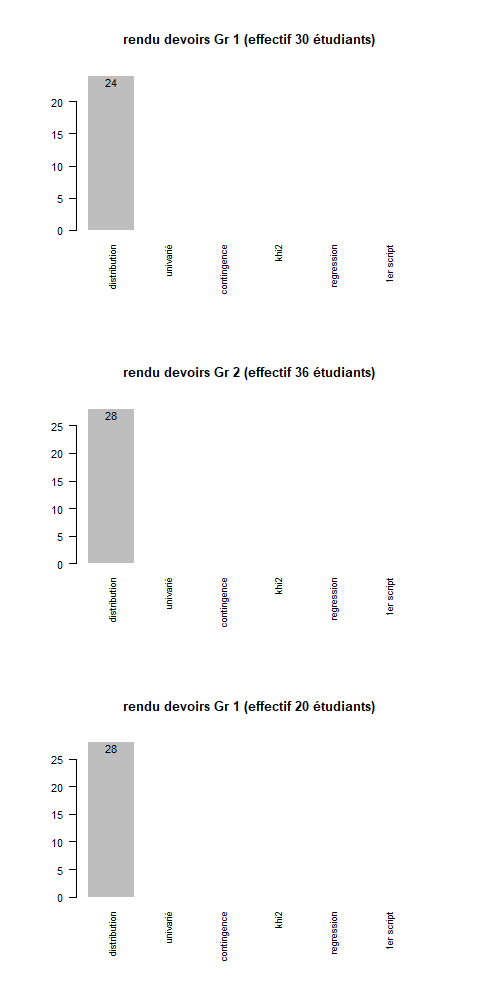 rendu devoirs Gr 1 (effectif 30 étudiants)
24
20
15
10
5
0
distribution
univarié
contingence
khi2
regression
1er script
rendu devoirs Gr 2 (effectif 36 étudiants)
28
25
20
15
10
5
0
distribution
univarié
contingence
khi2
regression
1er script
rendu devoirs Gr 1 (effectif 20 étudiants)
28
25
20
15
10
5
0
distribution
univarié
contingence
khi2
regression
1er script